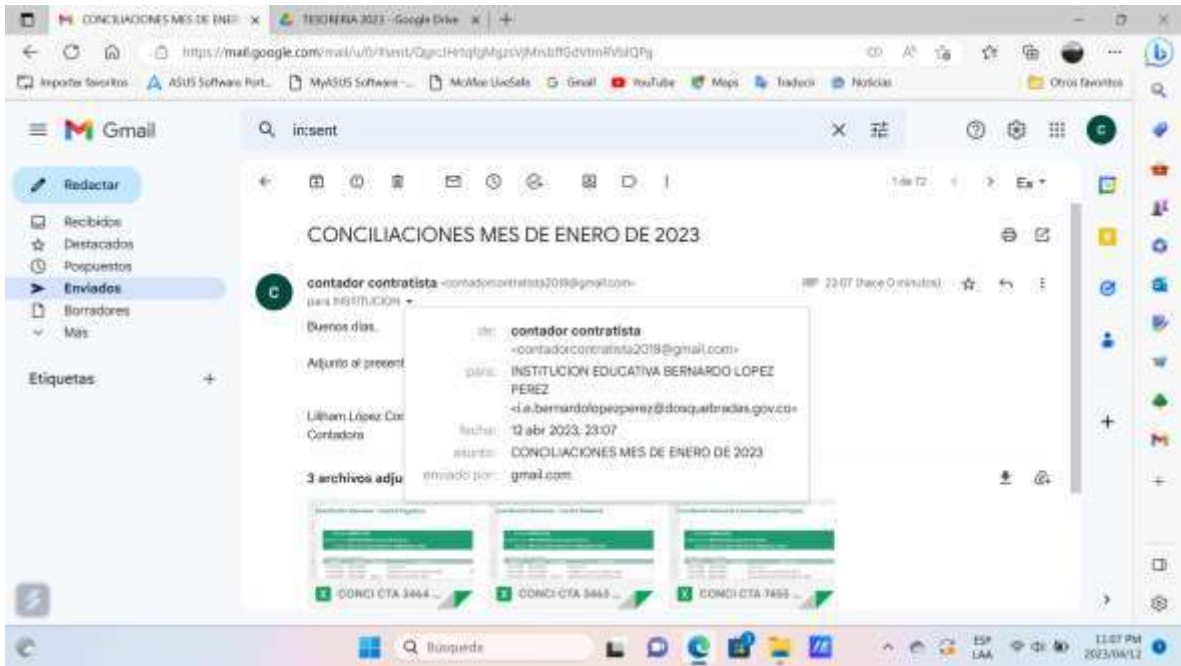 CONCILIACIONES MES DE ENER
TESORERIA 2023 - Google Drive
Importar favoritos
ASUS Software Port...
MyASUS Software -...
McAfee LiveSafe
Gmail
YouTube
Maps
Traducir
Noticias
Otros favoritos
Gmail
in:sent
Redactar
1 de 72
Es
Recibidos
Destacados
Pospuestos
Enviados
Borradores
Más
Etiquetas
CONCILIACIONES MES DE ENERO DE 2023
contador contratista <contadorcontratista2018@gmail.com>
23:07 (hace 0 minutos)
para INSTITUCION
Buenos días.
Adjunto al present
Contadora
de: contador contratista
<contadorcontratista2018@gmail.com>
para: INSTITUCION EDUCATIVA BERNARDO LOPEZ
PEREZ
<i.e.bernardolopezperez@dosquebradas.gov.co>
fecha: 12 abr 2023, 23:07
asunto: CONCILIACIONES MES DE ENERO DE 2023
enviado por: gmail.com
3 archivos adju
CONCI CTA 3464 ...
CONCI CTA 3463 ...
CONCI CTA 7455 ...
Búsqueda
ESP
LAA
11:07 PM
2023/04/12